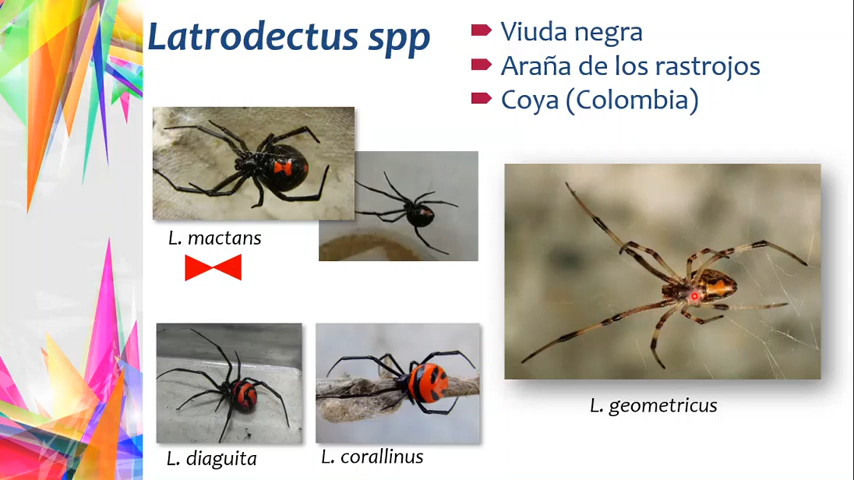 Latrodectus spp
Viuda negra
Araña de los rastrojos
Coya (Colombia)
L. mactans
L. geometricus
L. diaguita
L. corallinus